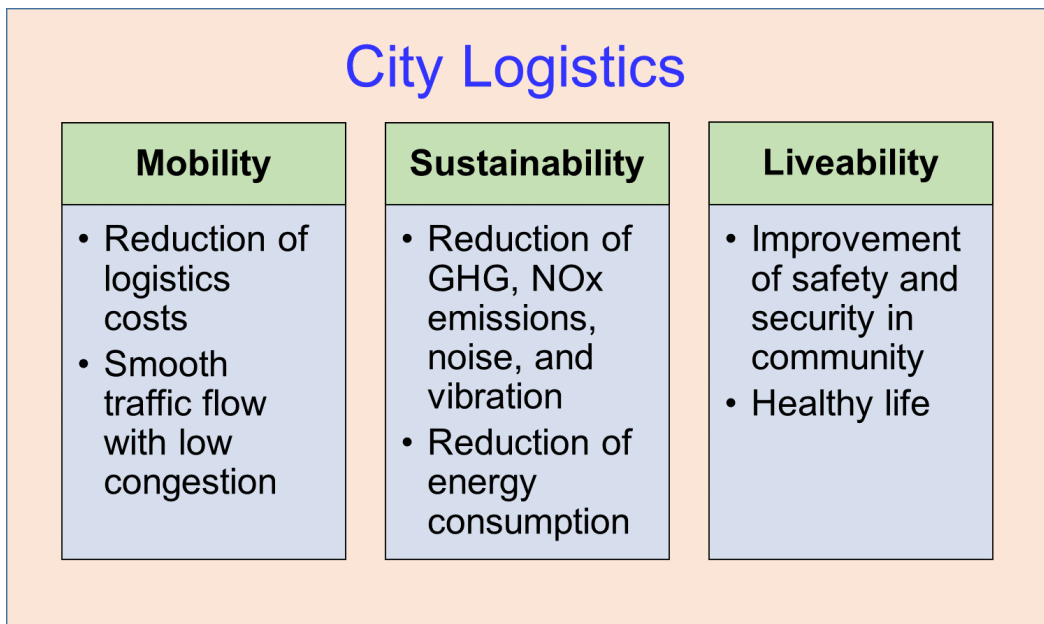 City Logistics
Mobility
• Reduction of
logistics
costs
• Smooth
traffic flow
with low
congestion
Sustainability
• Reduction of
GHG, NOx
emissions,
noise, and
vibration
• Reduction of
energy
consumption
Liveability
• Improvement
of safety and
security in
community
• Healthy life